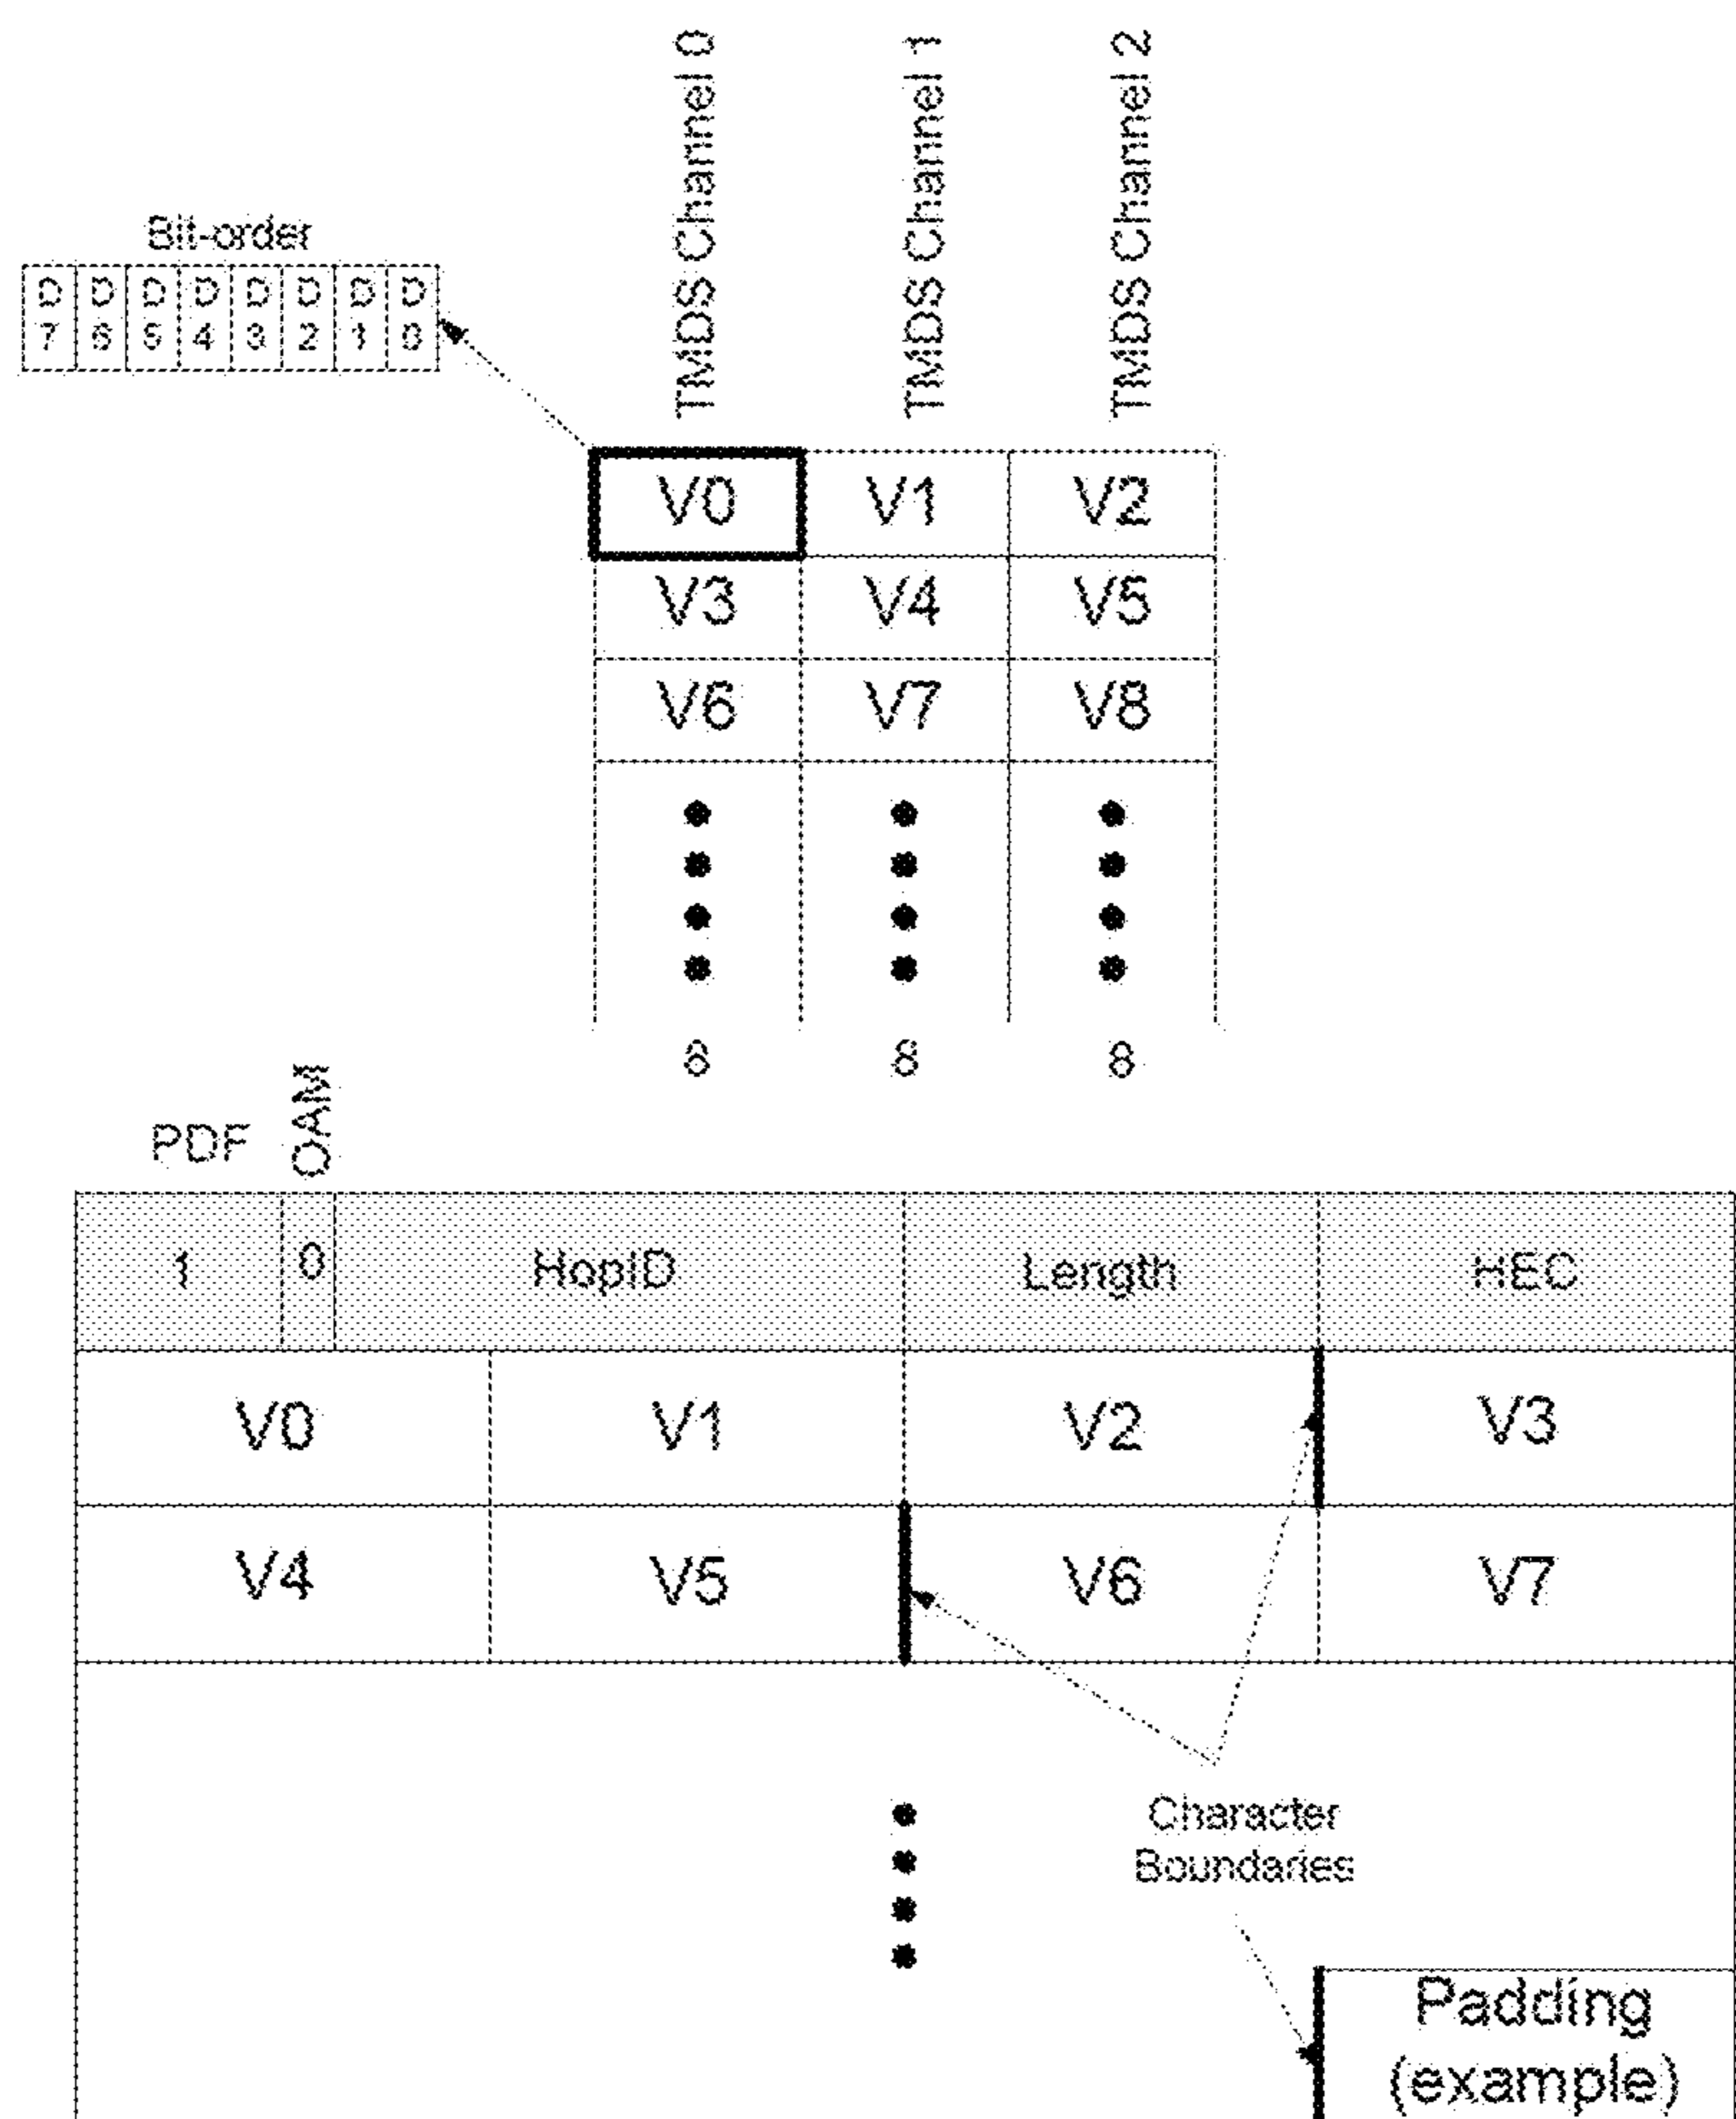 TMDS Channel 0
TMDS Channel 1
TMDS Channel 2
Bit-order
D7 D6 D5 D4 D3 D2 D1 D0
V0 V1 V2
V3 V4 V5
V6 V7 V8
8 8 8
PDF OAM
1 0 HopID Length HEC
V0 V1 V2 V3
V4 V5 V6 V7
Character
Boundaries
Padding
(example)